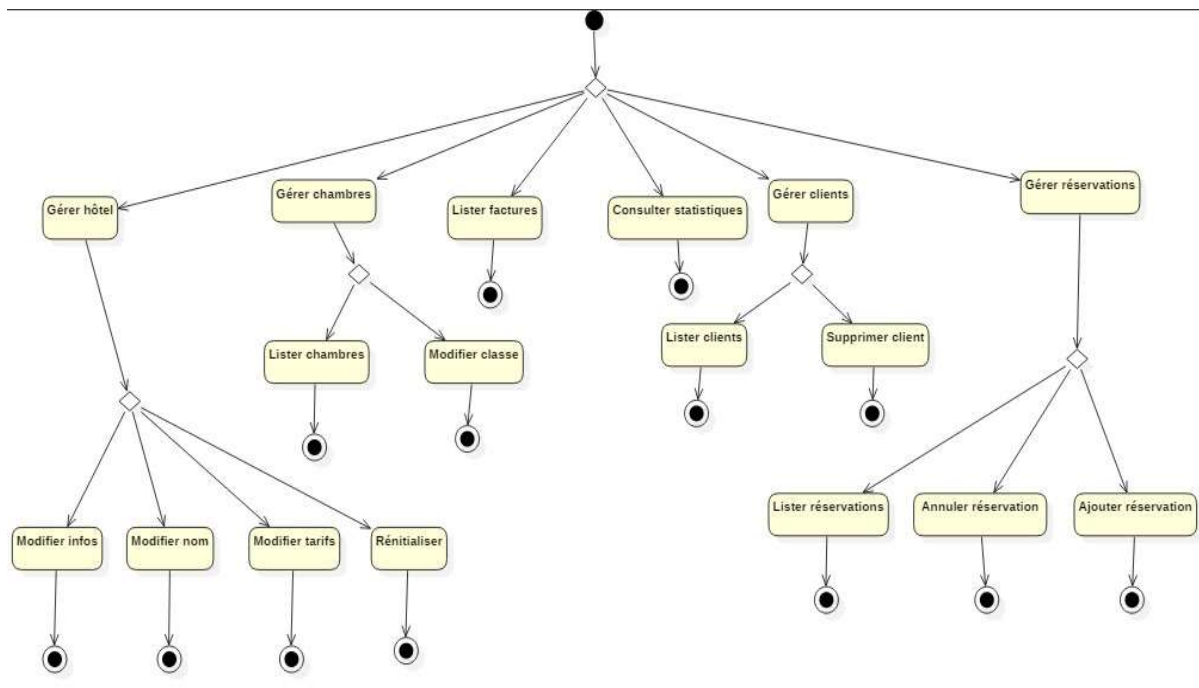 Gérer hôtel
Gérer chambres
Lister factures
Consulter statistiques
Gérer clients
Gérer réservations
Lister chambres
Modifier classe
Lister clients
Supprimer client
Modifier infos
Modifier nom
Modifier tarifs
Rénitialiser
Lister réservations
Annuler réservation
Ajouter réservation